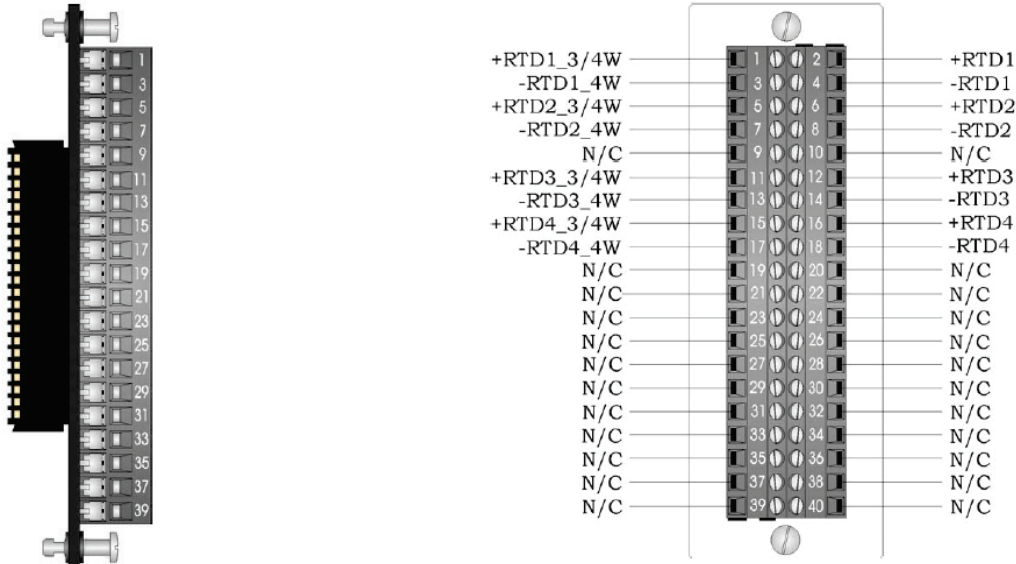 1
3
5
7
9
11
13
15
17
19
21
23
25
27
29
31
33
35
37
39
+RTD1_3/4W 1 2 +RTD1
-RTD1_4W 3 4 -RTD1
+RTD2_3/4W 5 6 +RTD2
-RTD2_4W 7 8 -RTD2
N/C 9 10 N/C
+RTD3_3/4W 11 12 +RTD3
-RTD3_4W 13 14 -RTD3
+RTD4_3/4W 15 16 +RTD4
-RTD4_4W 17 18 -RTD4
N/C 19 20 N/C
N/C 21 22 N/C
N/C 23 24 N/C
N/C 25 26 N/C
N/C 27 28 N/C
N/C 29 30 N/C
N/C 31 32 N/C
N/C 33 34 N/C
N/C 35 36 N/C
N/C 37 38 N/C
N/C 39 40 N/C